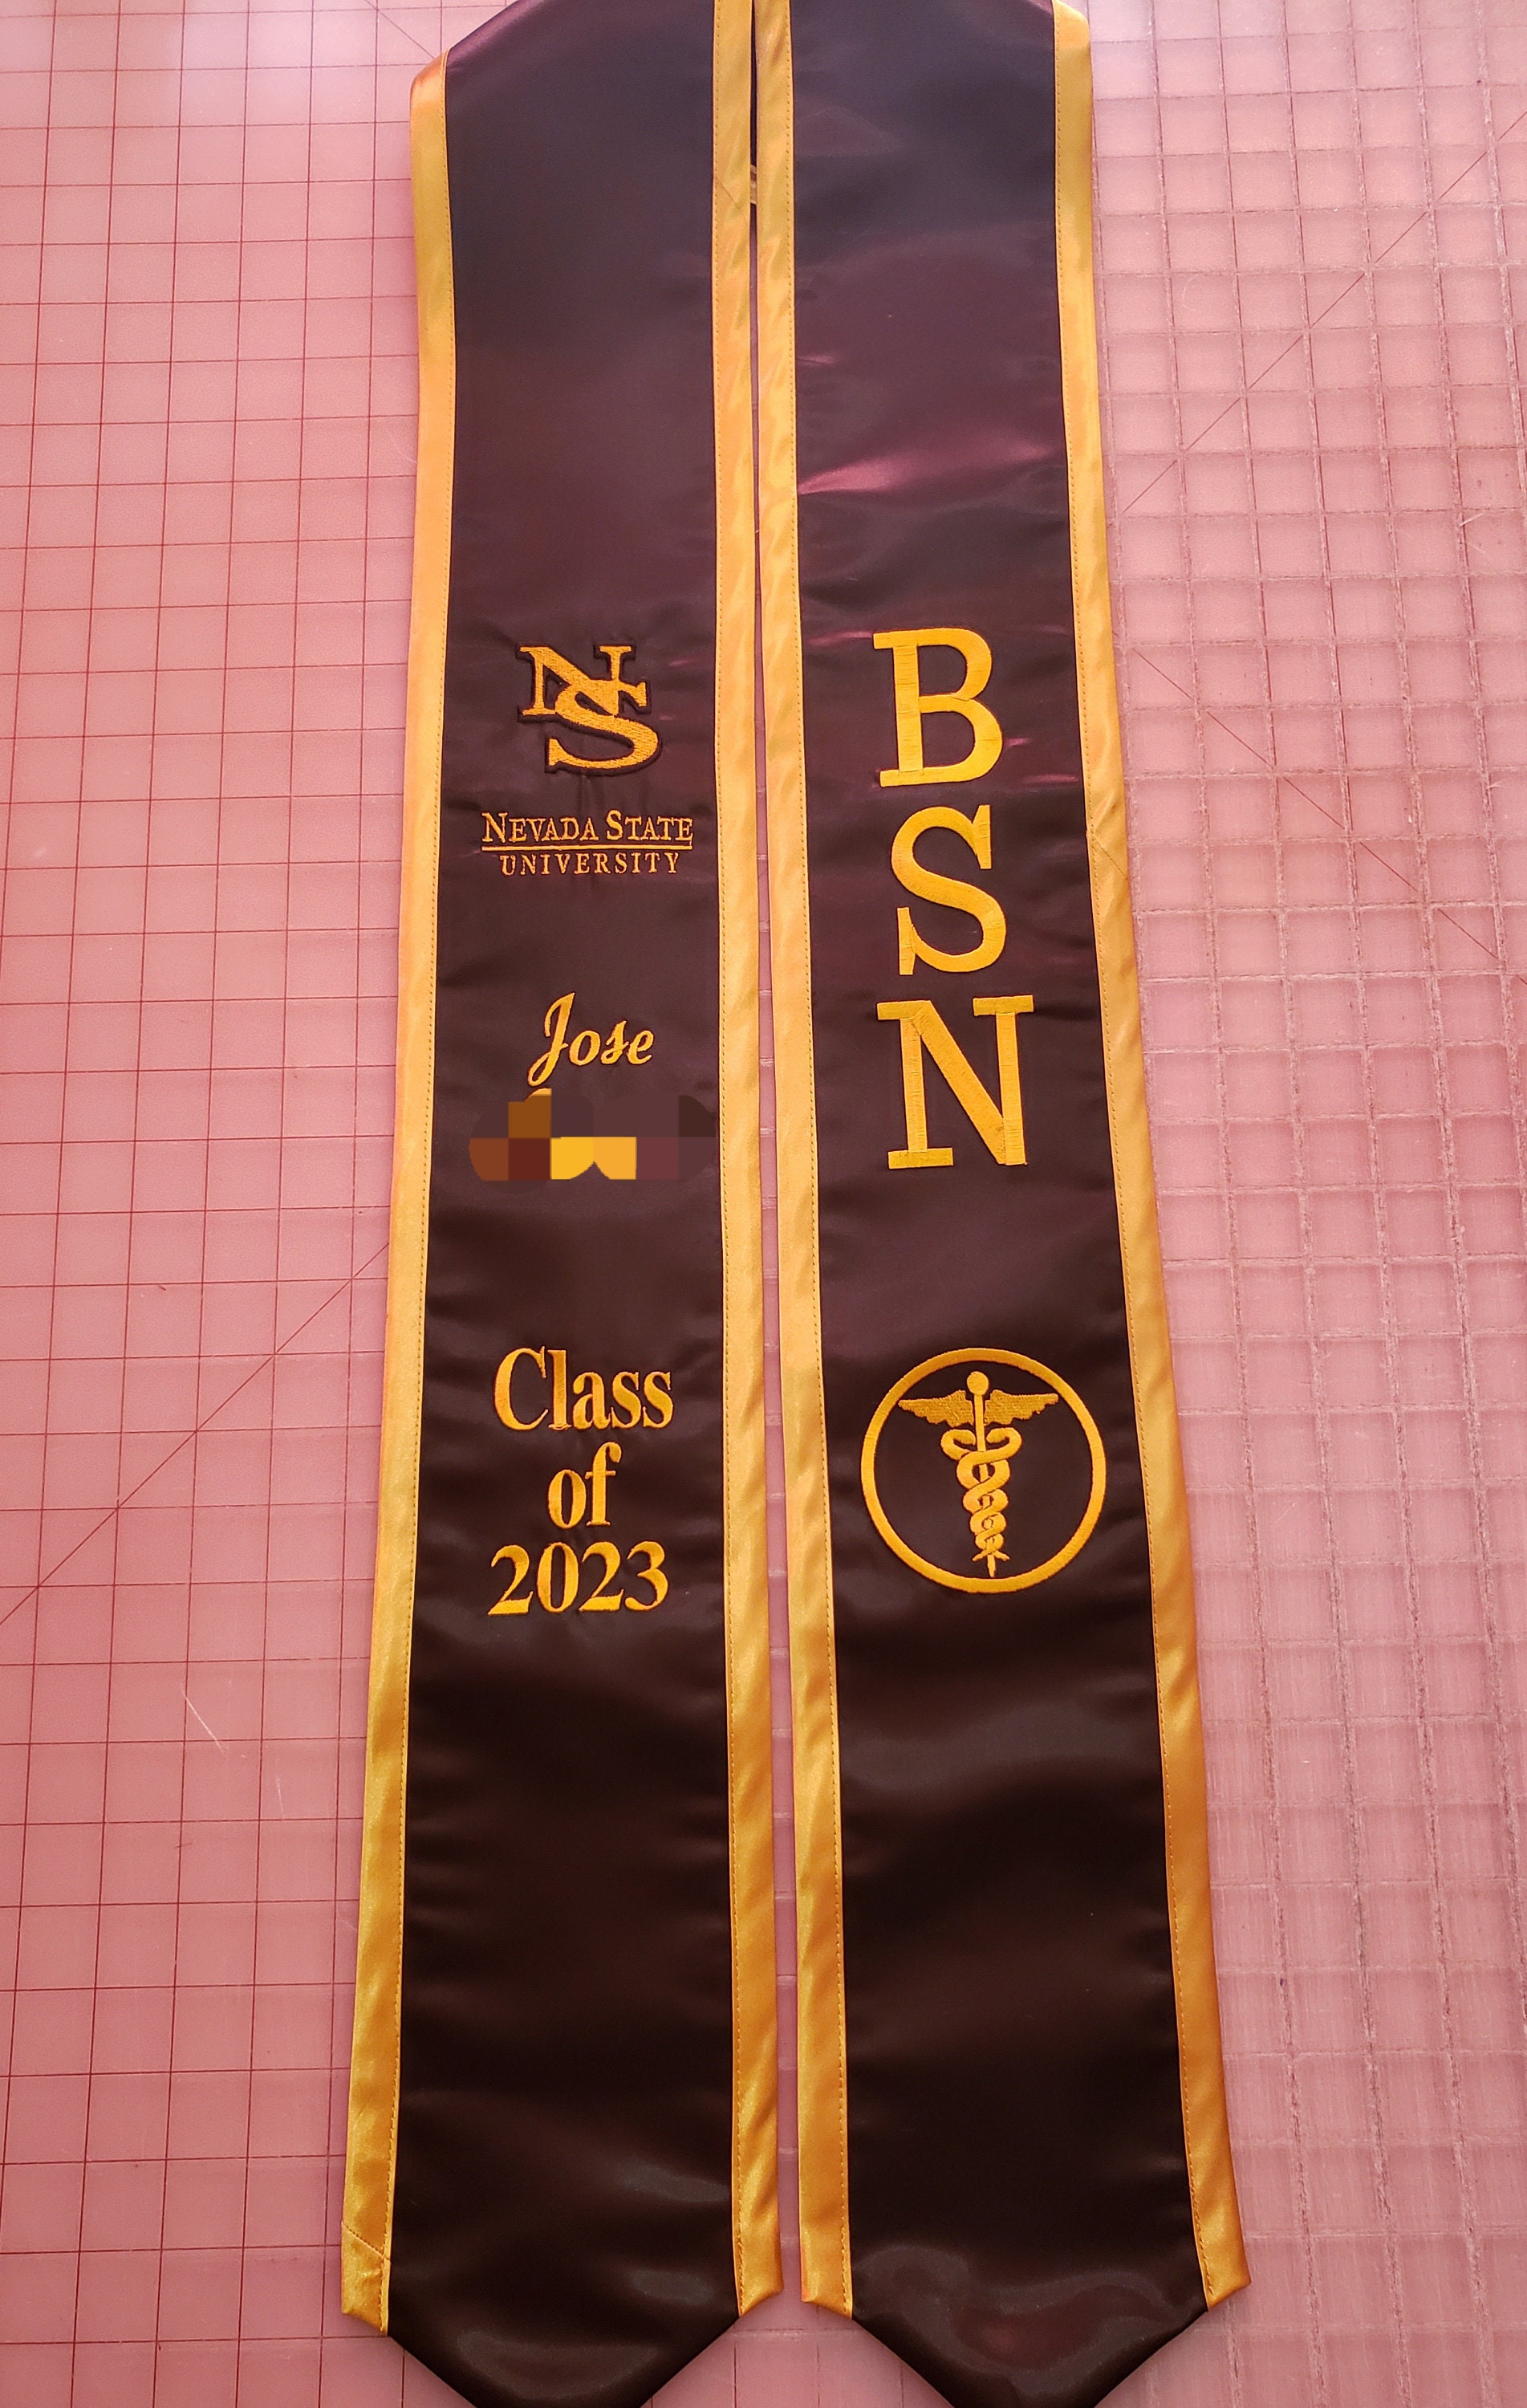 NS
NEVADA STATE
UNIVERSITY
Jose
Class
of
2023
B
S
N